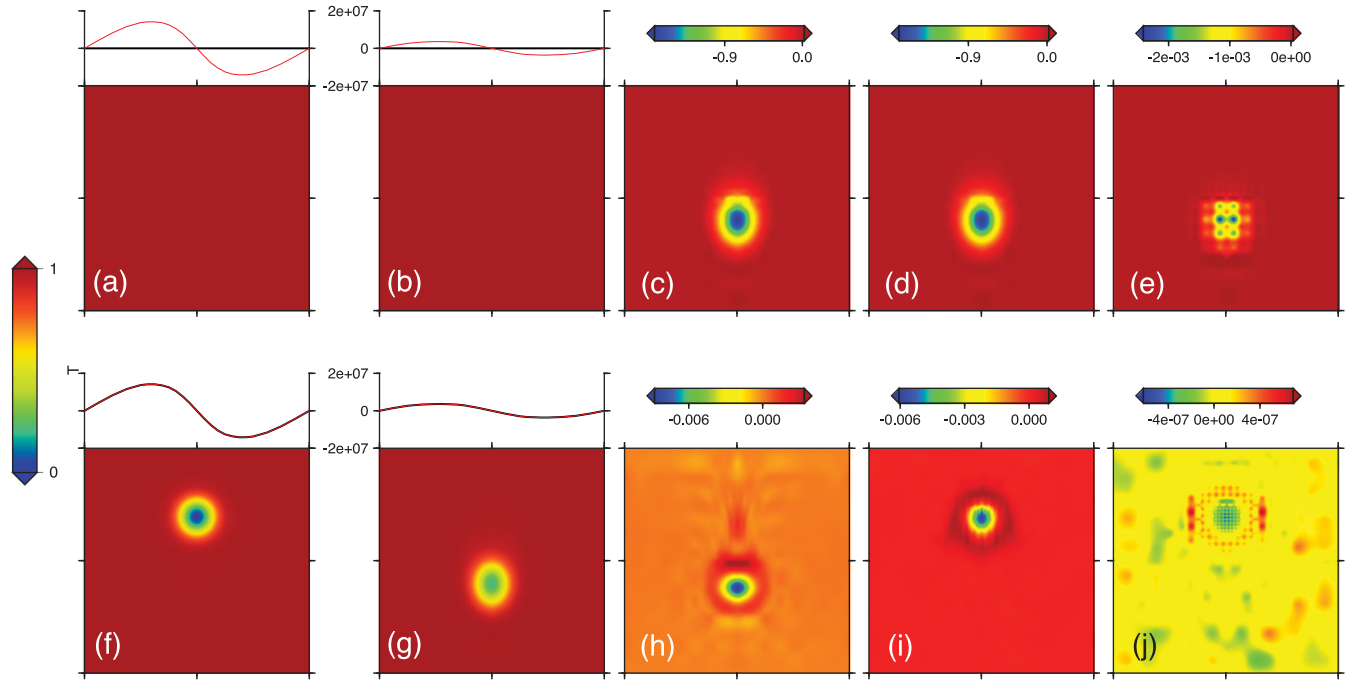 2e+07
0
-2e+07
-0.9 0.0
-0.9 0.0
-2e-03 -1e-03 0e+00
(a) (b) (c) (d) (e)
1
T
0
2e+07
0
-2e+07
-0.006 0.000
-0.006 -0.003 0.000
-4e-07 0e+00 4e-07
(f) (g) (h) (i) (j)